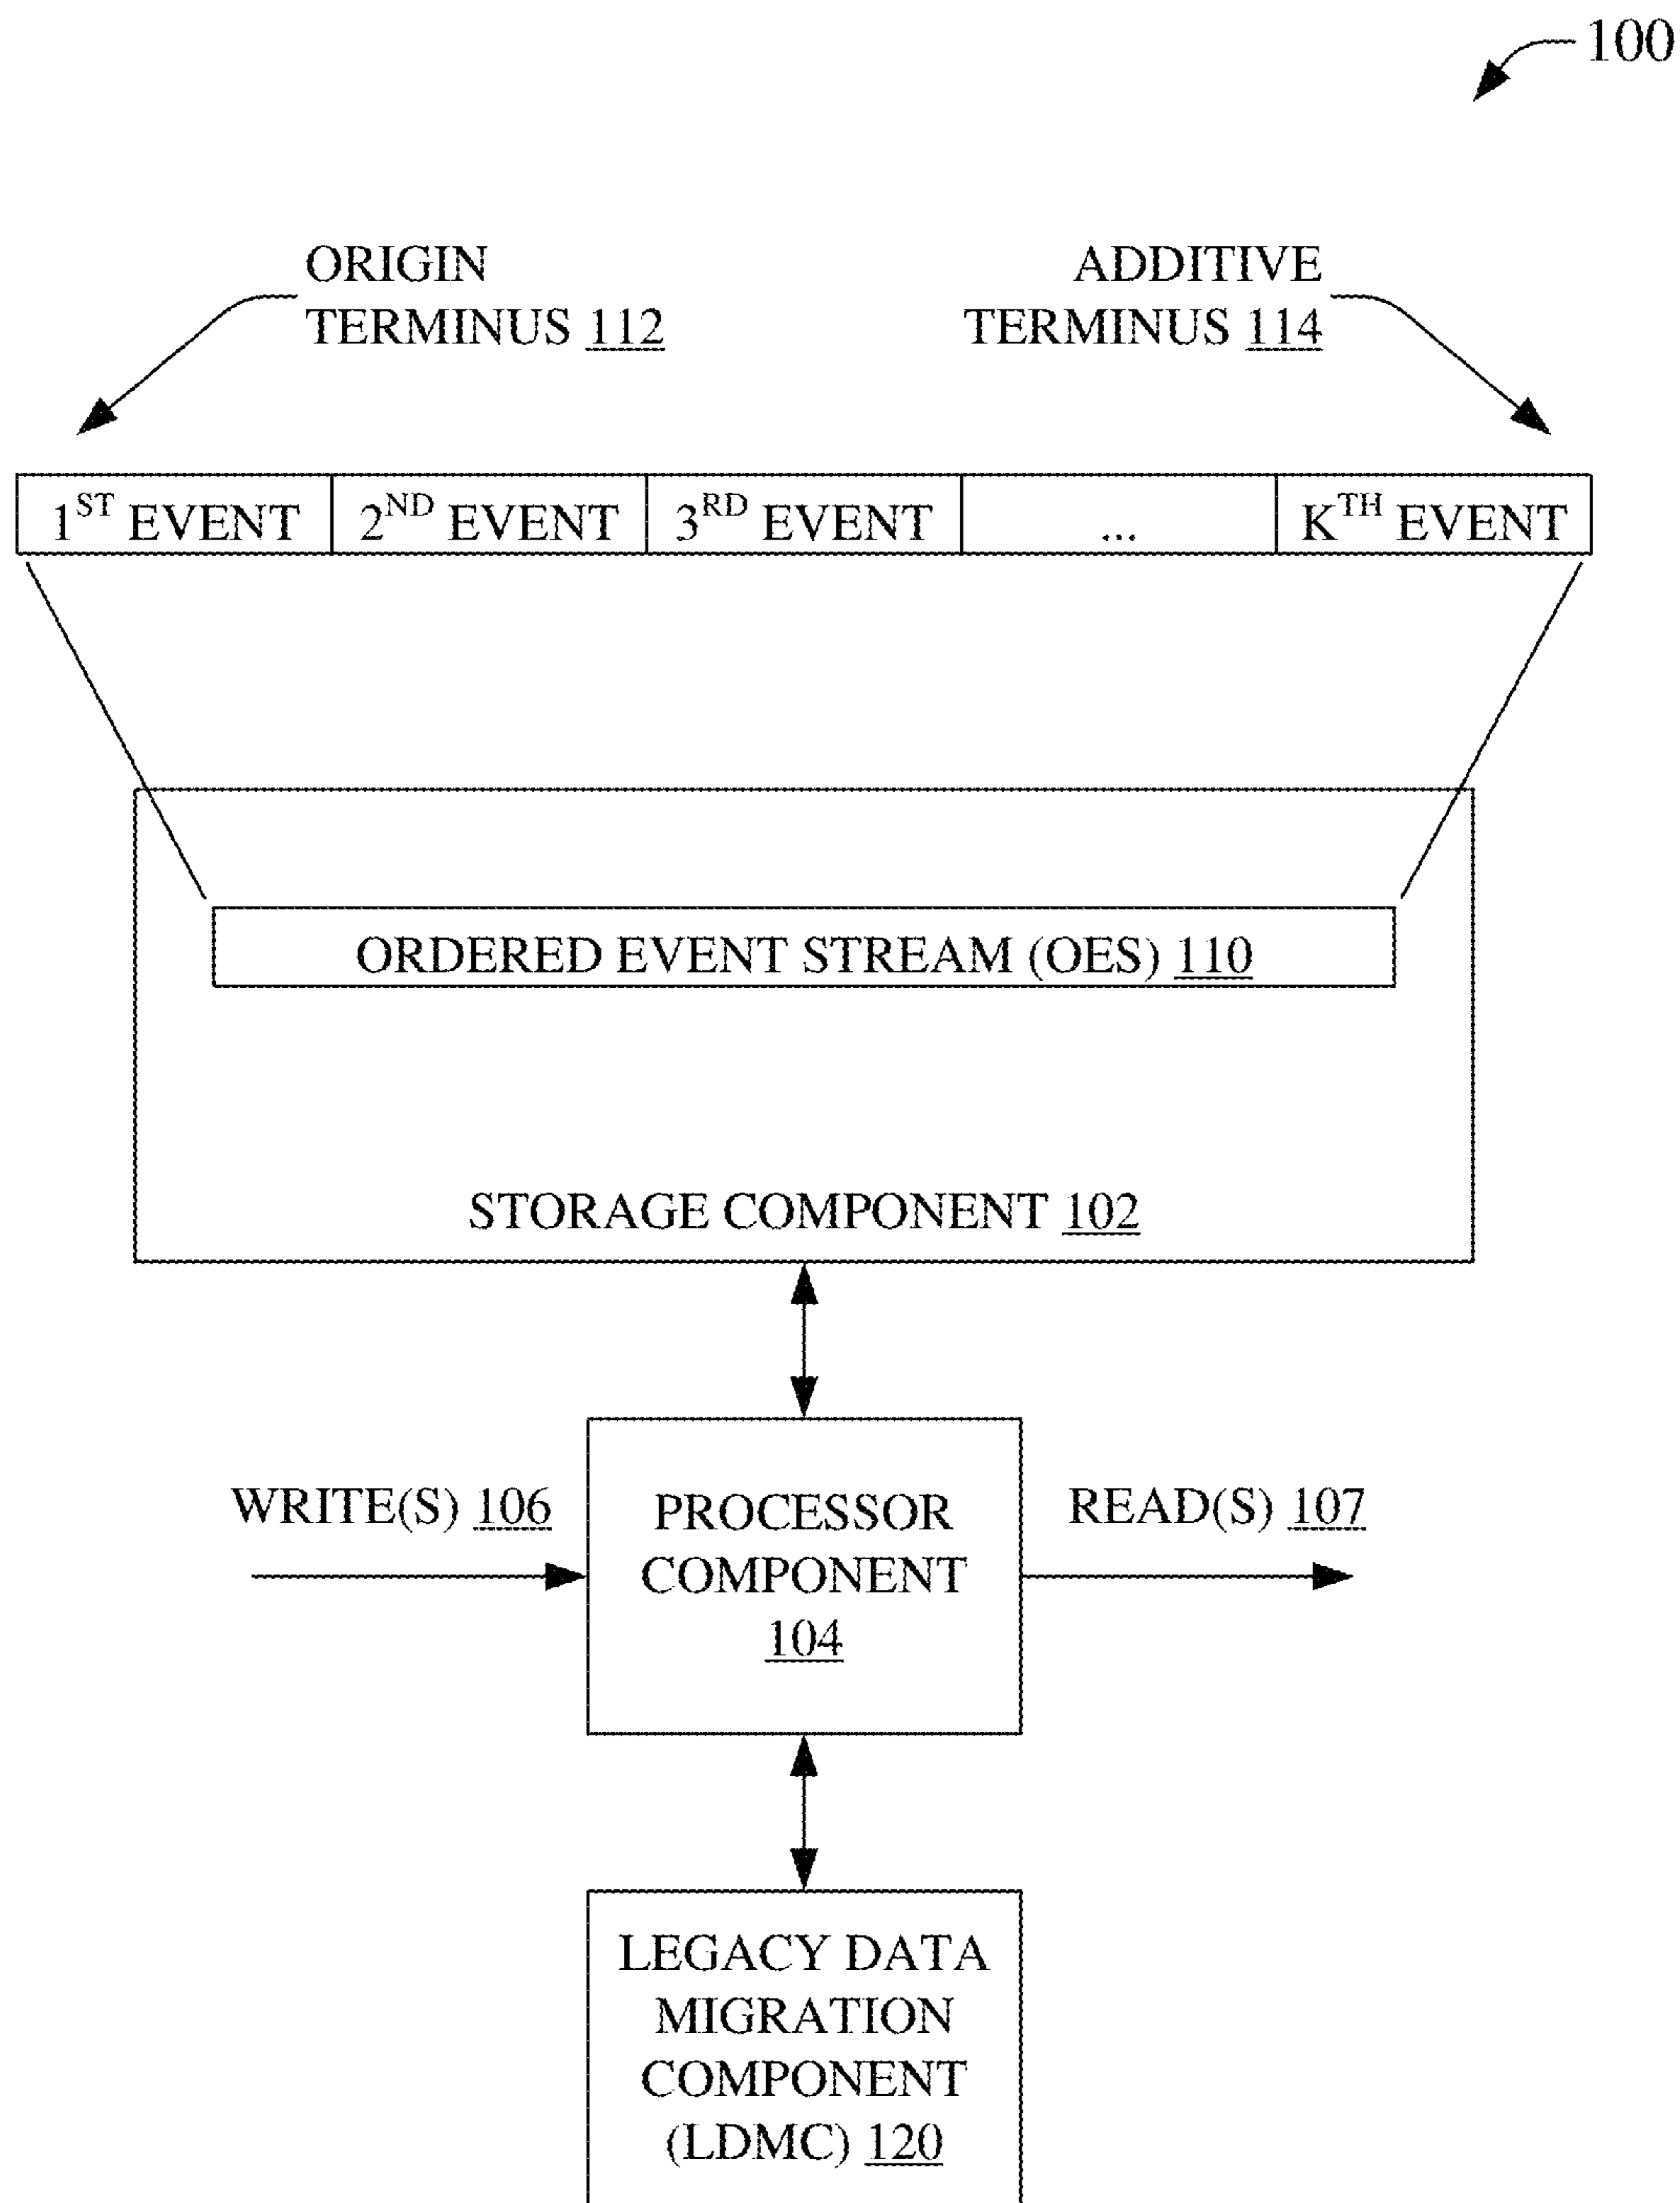 100
ORIGIN
TERMINUS 112
ADDITIVE
TERMINUS 114
1ST EVENT
2ND EVENT
3RD EVENT
...
KTH EVENT
ORDERED EVENT STREAM (OES) 110
STORAGE COMPONENT 102
WRITE(S) 106
PROCESSOR
COMPONENT
104
READ(S) 107
LEGACY DATA
MIGRATION
COMPONENT
(LDMC) 120